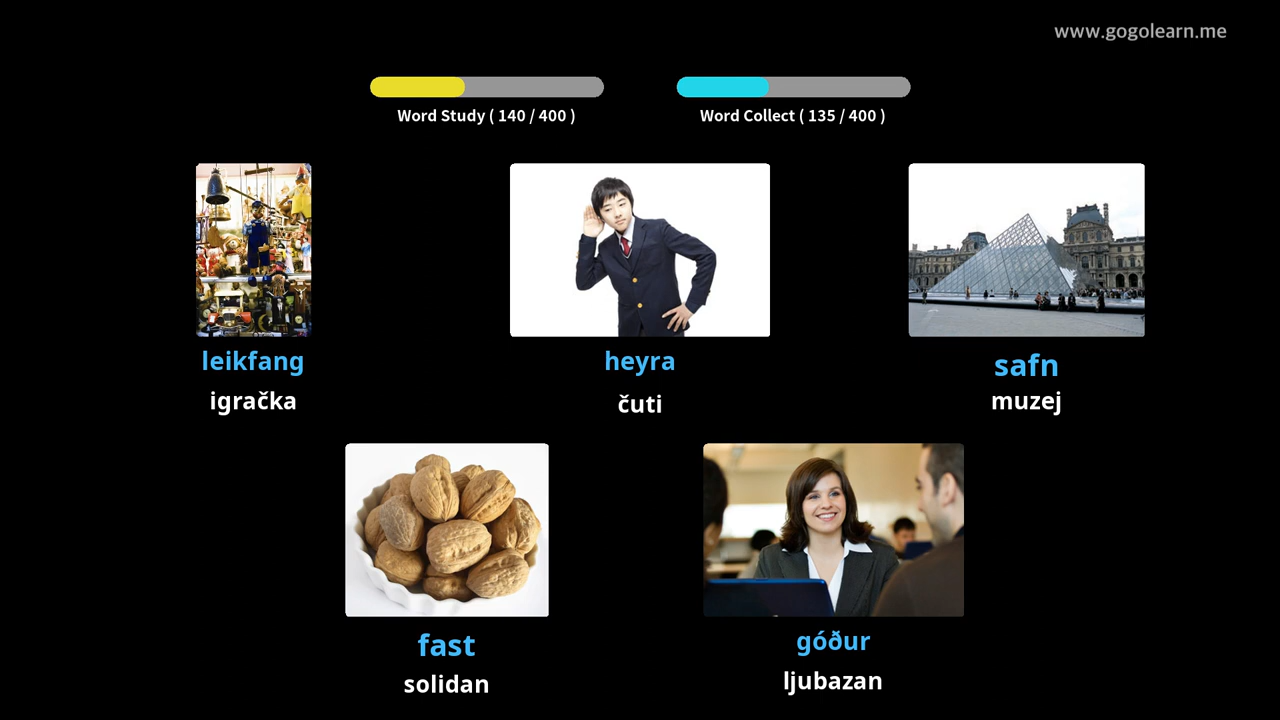 www.gogolearn.me
Word Study ( 140 / 400 )
Word Collect ( 135 / 400 )
leikfang
igračka
heyra
čuti
safn
muzej
fast
solidan
góður
ljubazan